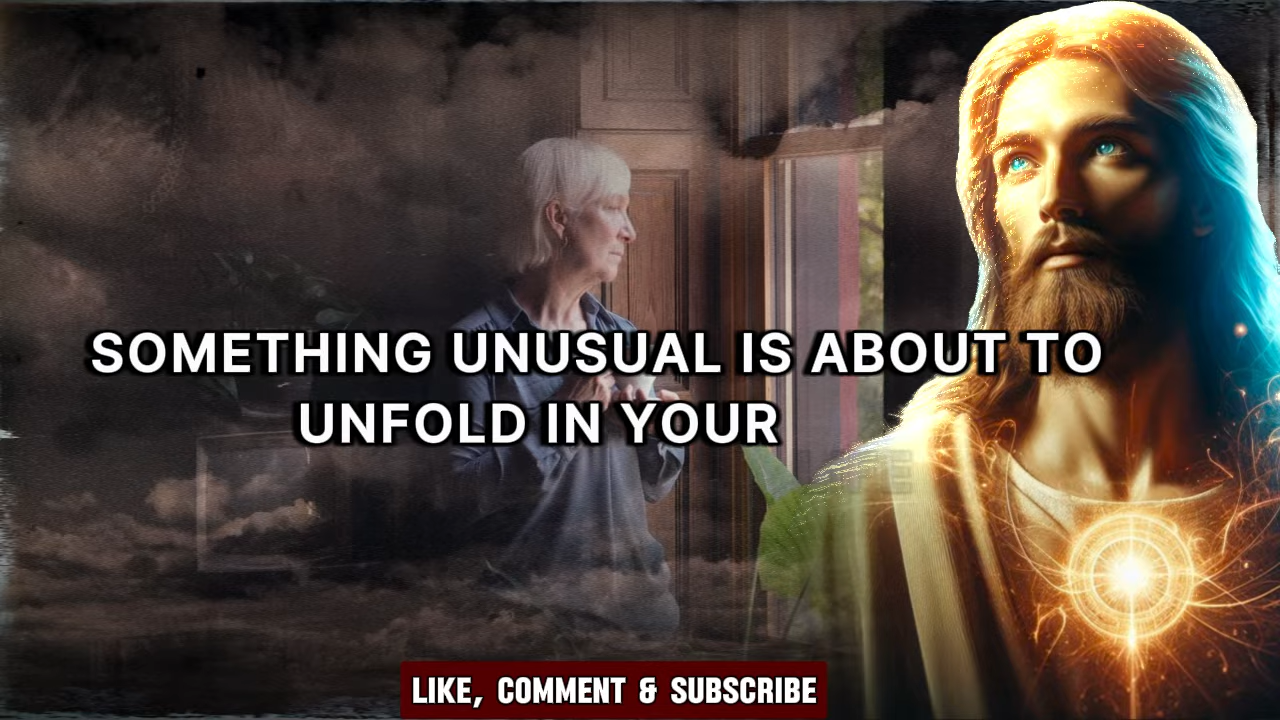 SOMETHING UNUSUAL IS ABOUT TO
UNFOLD IN YOUR
LIKE, COMMENT & SUBSCRIBE